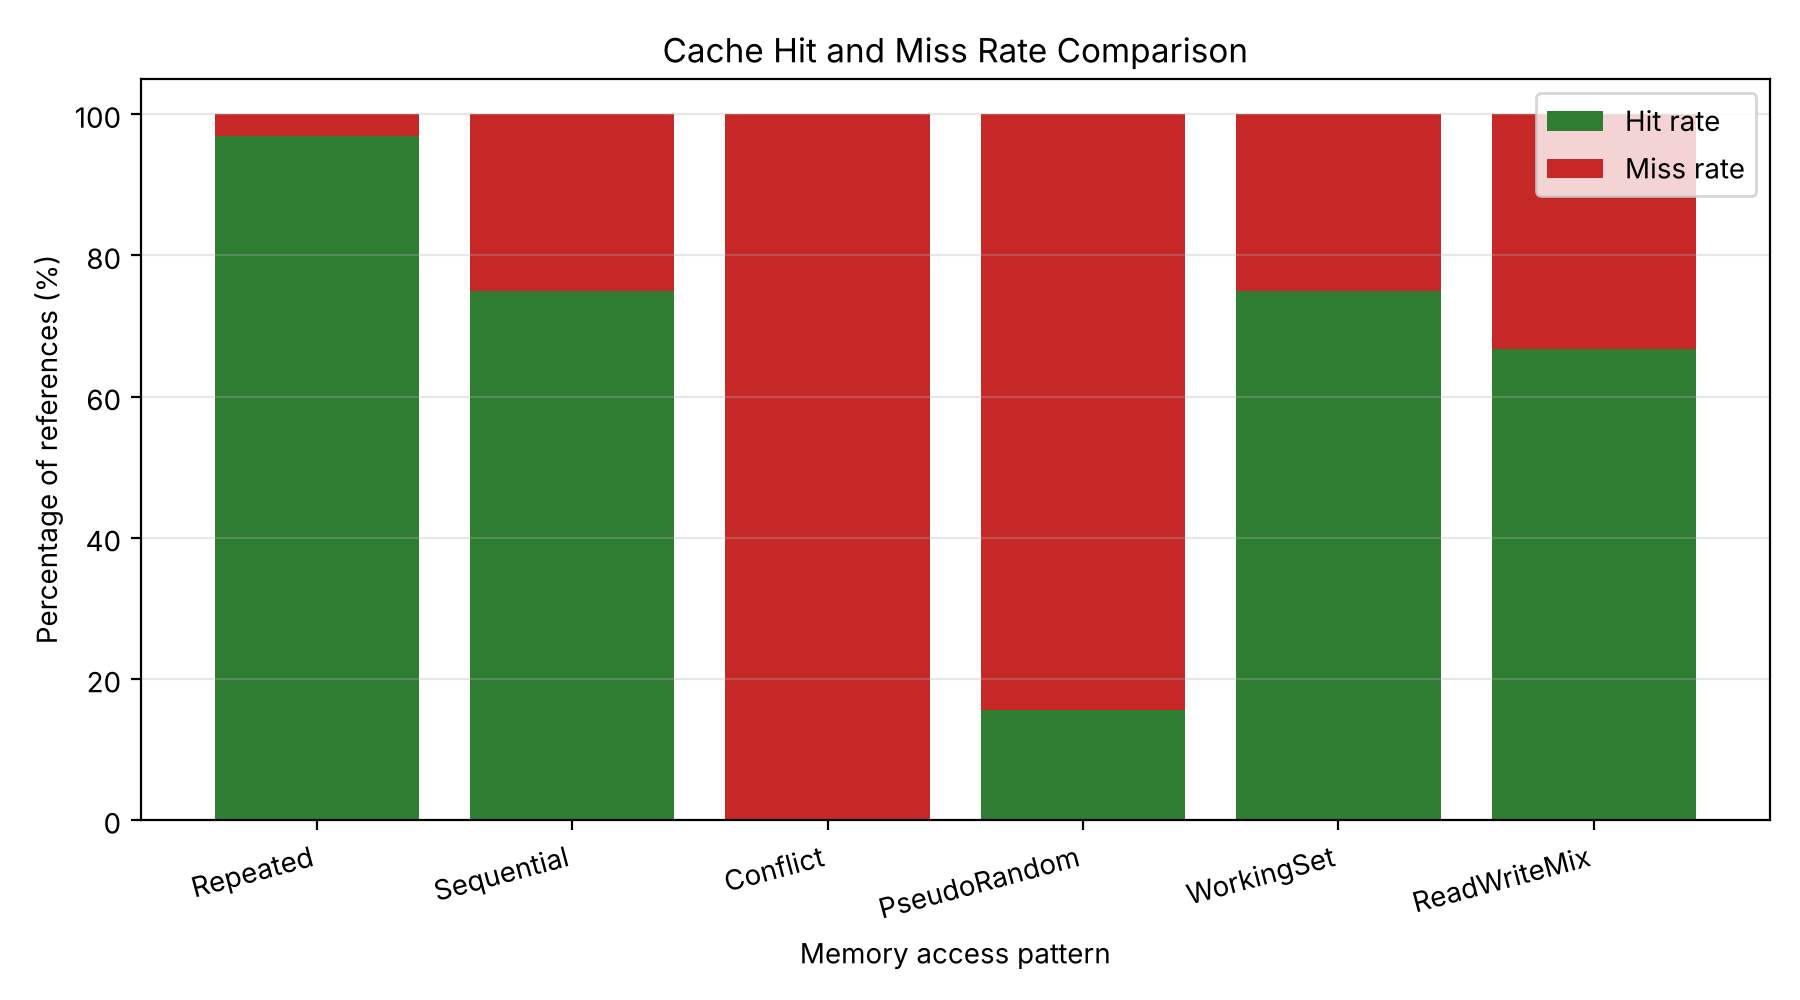 Cache Hit and Miss Rate Comparison
Hit rate
Miss rate
Percentage of references (%)
100
80
60
40
20
0
Repeated
Sequential
Conflict
PseudoRandom
WorkingSet
ReadWriteMix
Memory access pattern